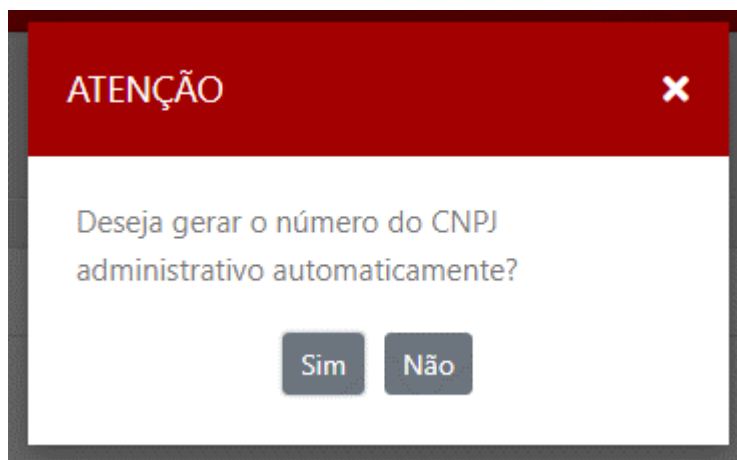 ATENÇÃO
Deseja gerar o número do CNPJ
administrativo automaticamente?
Sim Não